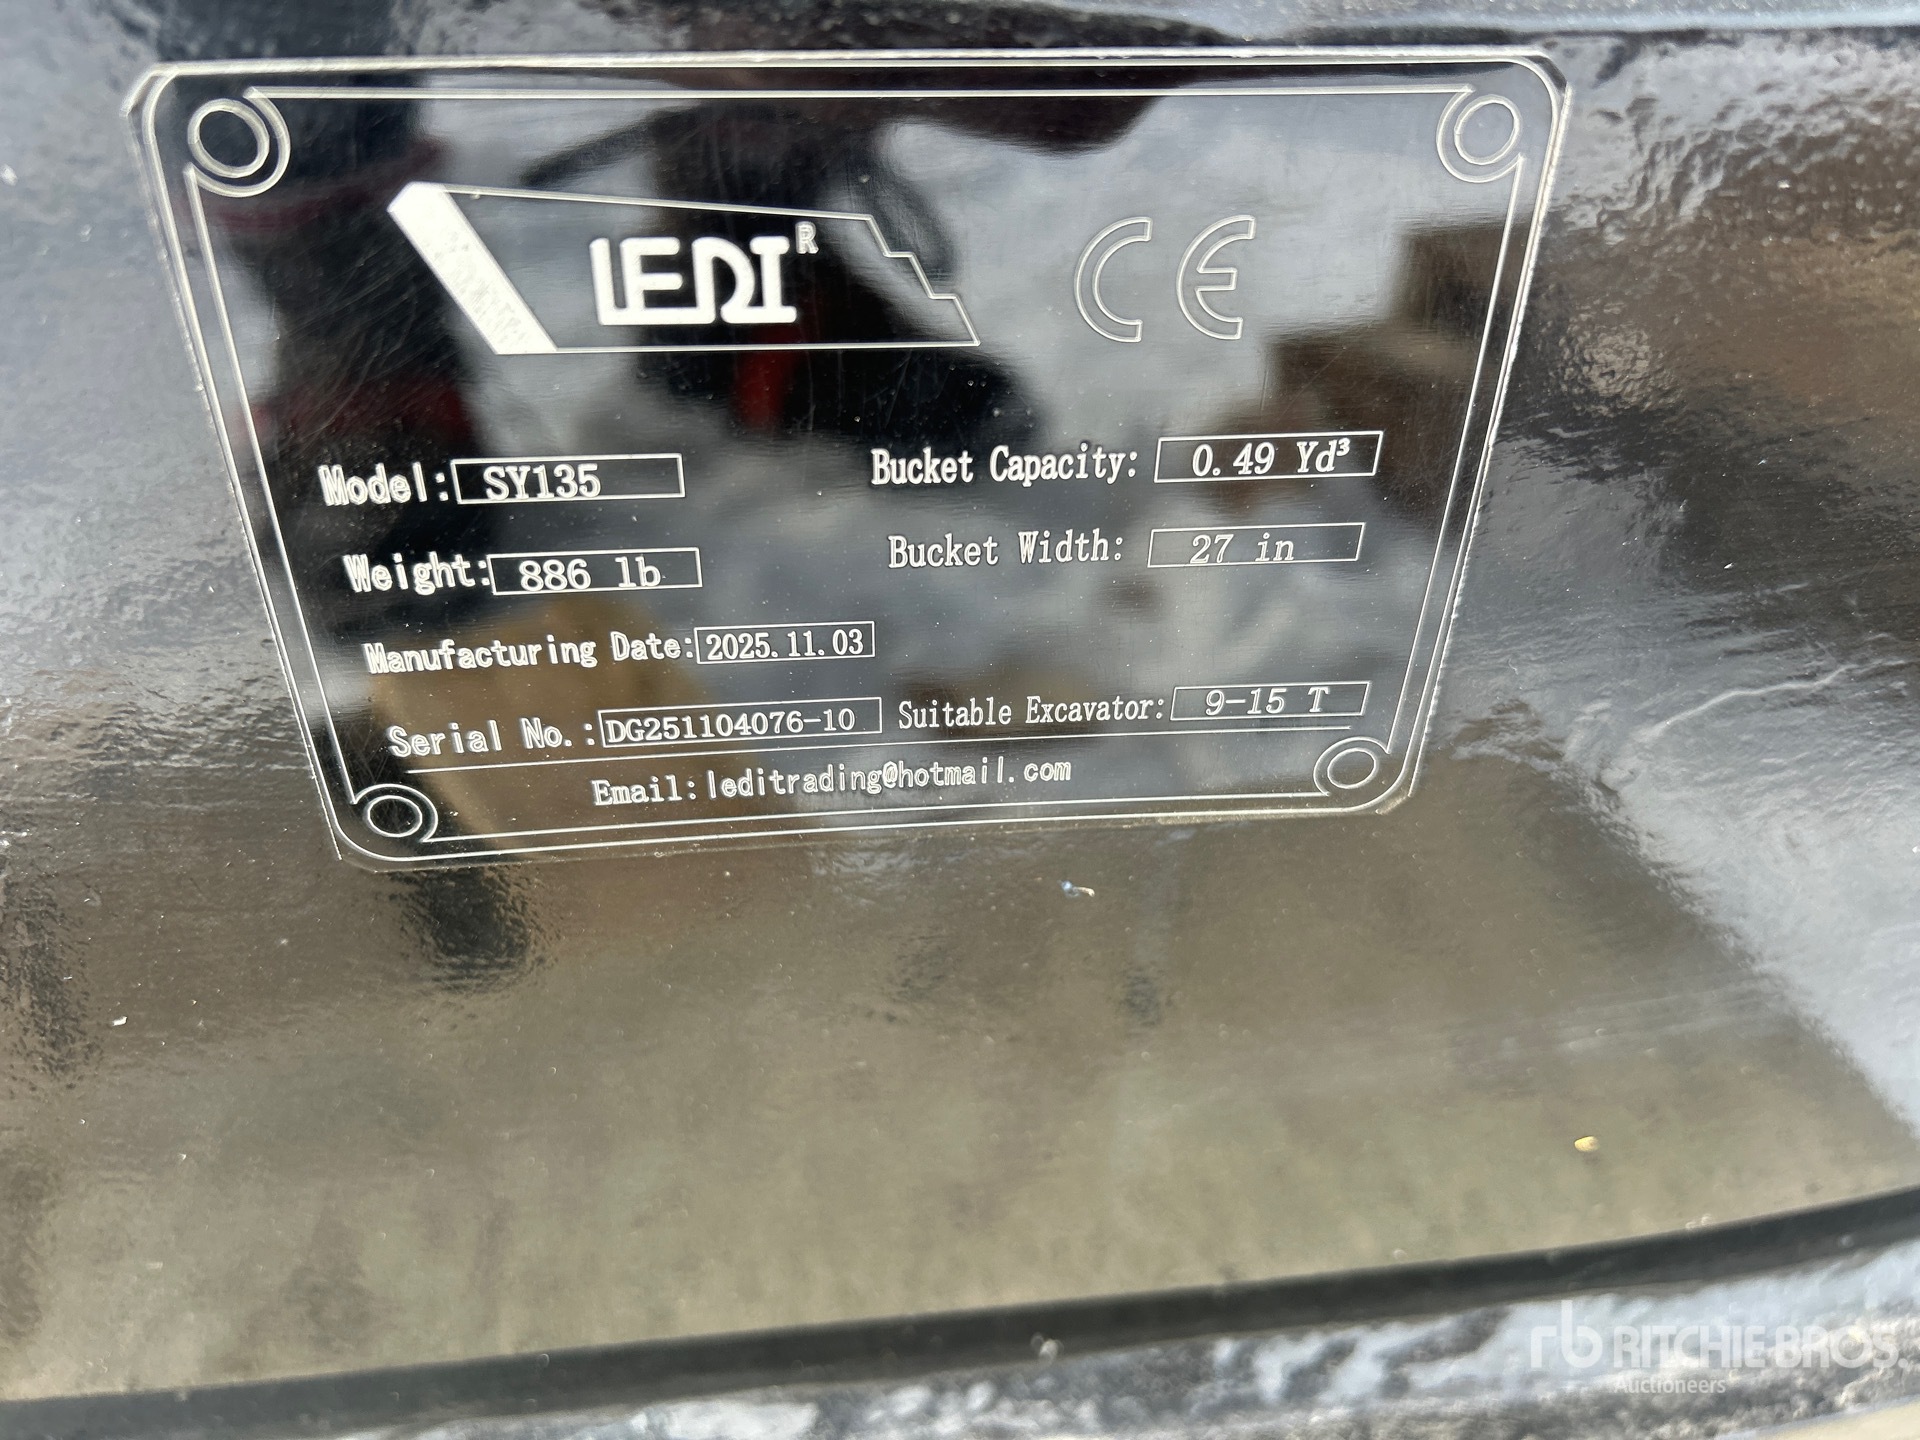 LEDI R CE
Model: SY135 Bucket Capacity: 0.49 Yd³
Weight: 886 lb Bucket Width: 27 in
Manufacturing Date: 2025.11.03
Serial No.: DG251104076-10 Suitable Excavator: 9-15 T
Email: leditrading@hotmail.com
rb RITCHIE BROS.
Auctioneers